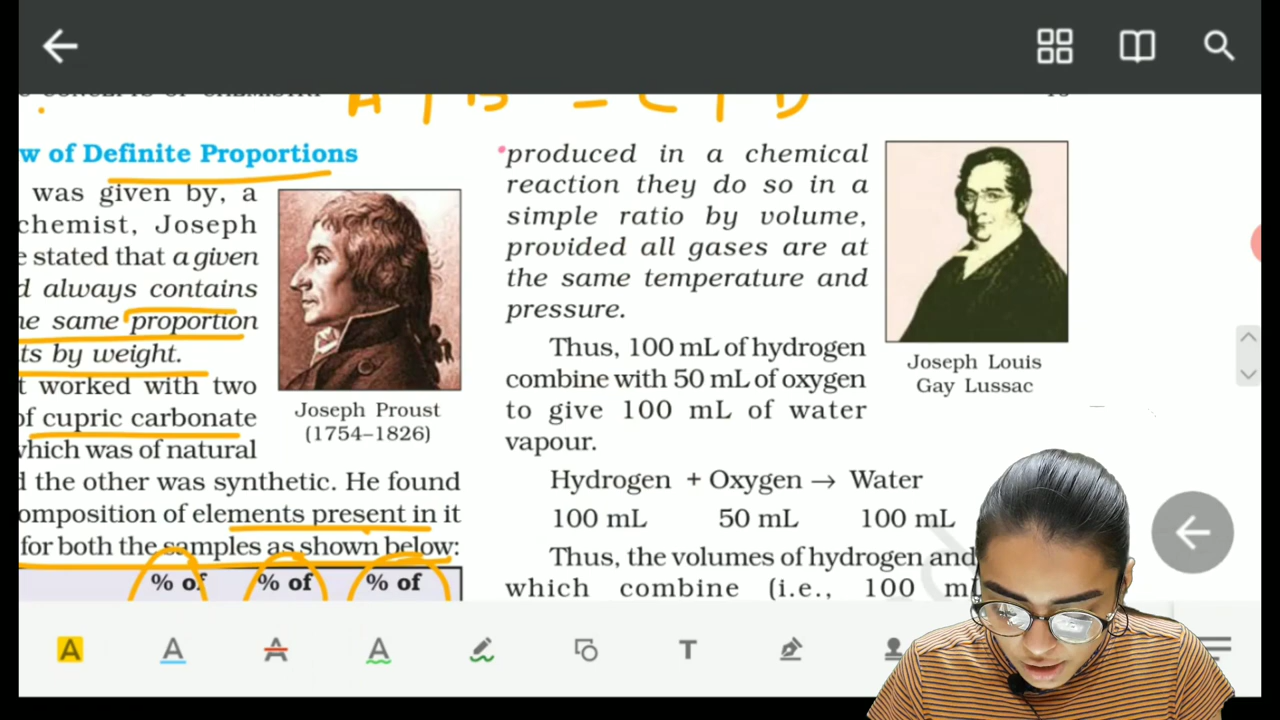 A + B = C + D
w of Definite Proportions
was given by, a
chemist, Joseph
e stated that a given
d always contains
ne same proportion
ts by weight.
t worked with two
of cupric carbonate
which was of natural
d the other was synthetic. He found
omposition of elements present in it
for both the samples as shown below:
% of % of % of
Joseph Proust
(1754–1826)
produced in a chemical
reaction they do so in a
simple ratio by volume,
provided all gases are at
the same temperature and
pressure.
Thus, 100 mL of hydrogen
combine with 50 mL of oxygen
to give 100 mL of water
vapour.
Hydrogen + Oxygen → Water
100 mL 50 mL 100 mL
Thus, the volumes of hydrogen and
which combine (i.e., 100 m
Joseph Louis
Gay Lussac
A A A A T